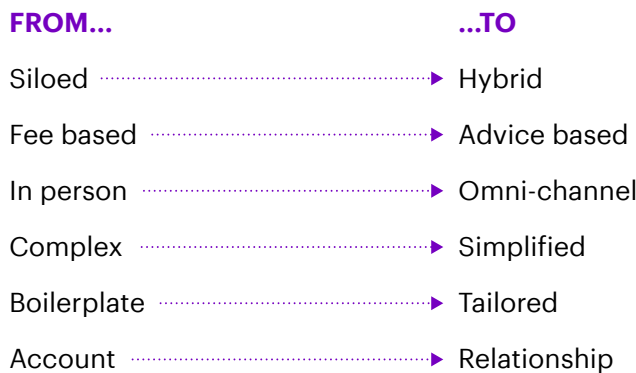 FROM... ...TO
Siloed Hybrid
Fee based Advice based
In person Omni-channel
Complex Simplified
Boilerplate Tailored
Account Relationship